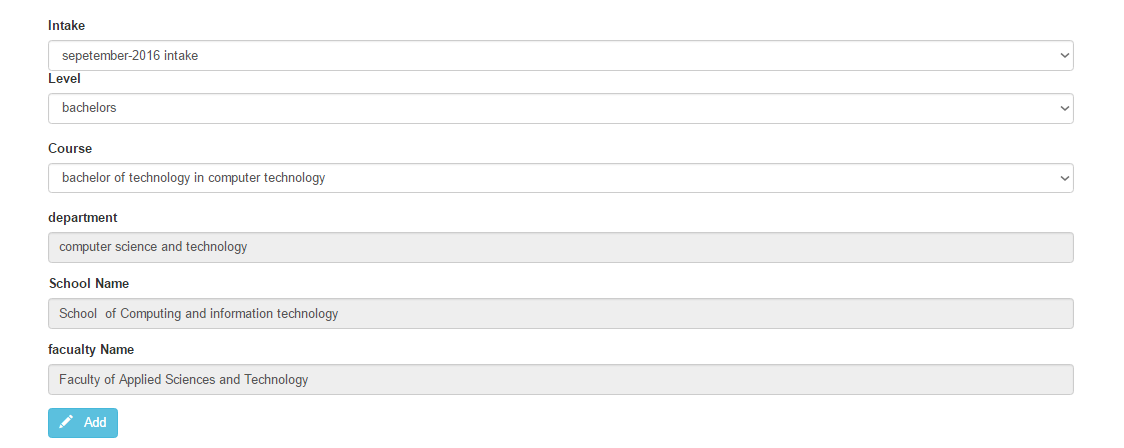 Intake
sepetember-2016 intake
Level
bachelors
Course
bachelor of technology in computer technology
department
computer science and technology
School Name
School  of Computing and information technology
facualty Name
Faculty of Applied Sciences and Technology
Add